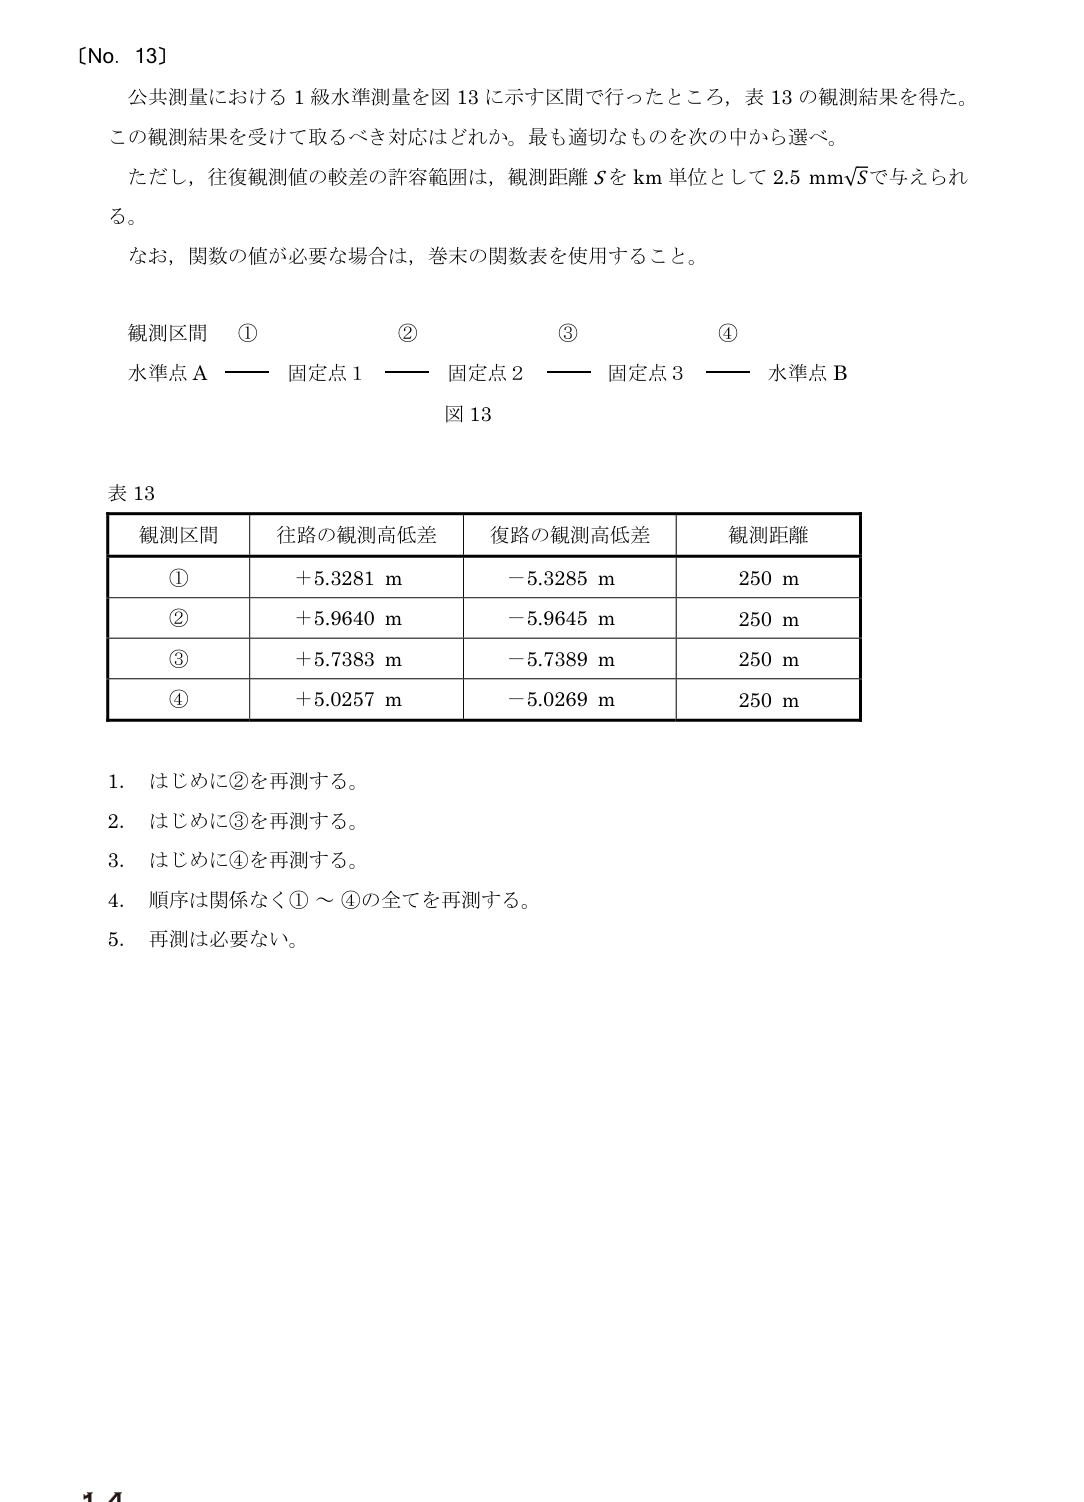 〔No. 13〕
公共測量における 1 級水準測量を図 13 に示す区間で行ったところ，表 13 の観測結果を得た。
この観測結果を受けて取るべき対応はどれか。最も適切なものを次の中から選べ。
ただし，往復観測値の較差の許容範囲は，観測距離 S を km 単位として 2.5 mm√S で与えられ
る。
なお，関数の値が必要な場合は，巻末の関数表を使用すること。
観測区間 ① ② ③ ④
水準点 A ── 固定点 1 ── 固定点 2 ── 固定点 3 ── 水準点 B
図 13
表 13
観測区間 往路の観測高低差 復路の観測高低差 観測距離
① ＋5.3281 m －5.3285 m 250 m
② ＋5.9640 m －5.9645 m 250 m
③ ＋5.7383 m －5.7389 m 250 m
④ ＋5.0257 m －5.0269 m 250 m
1. はじめに②を再測する。
2. はじめに③を再測する。
3. はじめに④を再測する。
4. 順序は関係なく① ～ ④の全てを再測する。
5. 再測は必要ない。